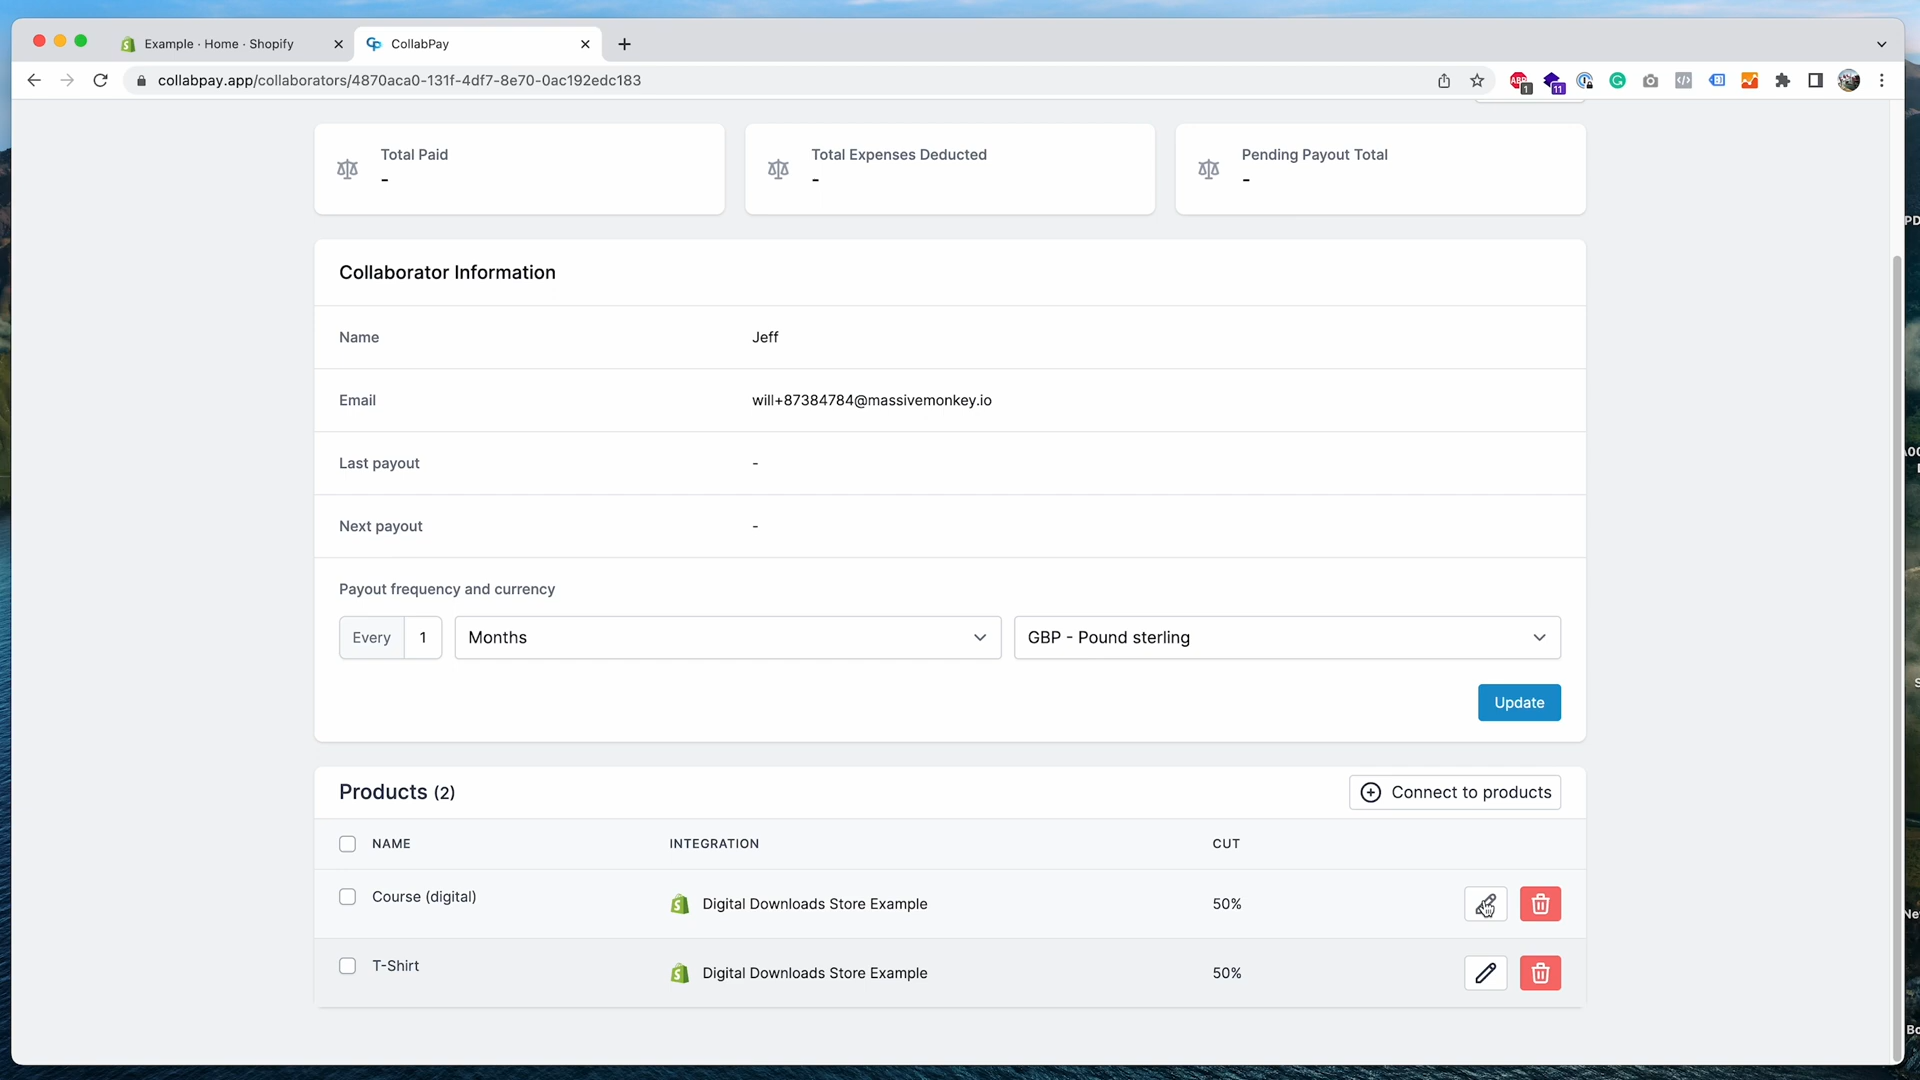 Example · Home · Shopify
CollabPay
collabpay.app/collaborators/4870aca0-131f-4df7-8e70-0ac192edc183
ABP
1
11
Total Paid
-
Total Expenses Deducted
-
Pending Payout Total
-
Collaborator Information
Name
Jeff
Email
will+87384784@massivemonkey.io
Last payout
-
Next payout
-
Payout frequency and currency
Every
1
Months
GBP - Pound sterling
Update
Products (2)
Connect to products
NAME
INTEGRATION
CUT
Course (digital)
Digital Downloads Store Example
50%
T-Shirt
Digital Downloads Store Example
50%